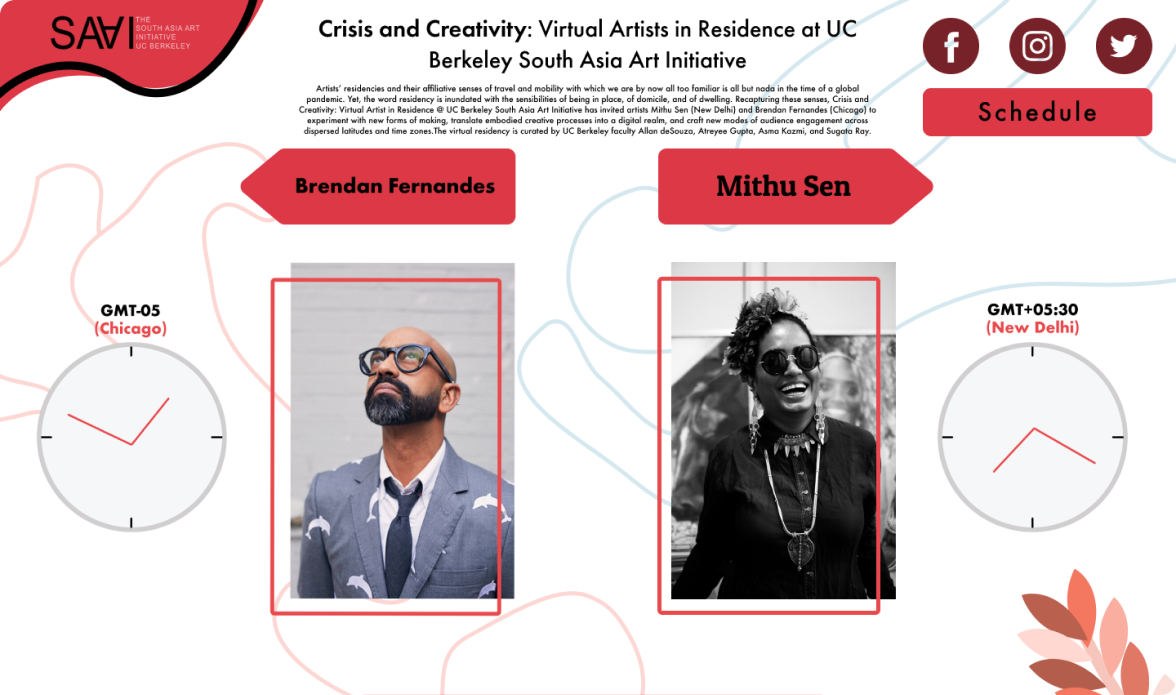 SAAI THE
SOUTH ASIA ART
INITIATIVE
UC BERKELEY
Crisis and Creativity: Virtual Artists in Residence at UC
Berkeley South Asia Art Initiative
Artists' residencies and their affiliative senses of travel and mobility with which we are by now all too familiar is all but nada in the time of a global
pandemic. Yet, the word residency is inundated with the sensibilities of being in place, of domicile, and of dwelling. Recapturing these senses, Crisis and
Creativity: Virtual Artist in Residence @ UC Berkeley South Asia Art Initiative has invited artists Mithu Sen (New Delhi) and Brendan Fernandes (Chicago) to
experiment with new forms of making, translate embodied creative processes into a digital realm, and craft new modes of audience engagement across
dispersed latitudes and time zones.The virtual residency is curated by UC Berkeley faculty Allan deSouza, Atreyee Gupta, Asma Kazmi, and Sugata Ray.
Schedule
Brendan Fernandes
Mithu Sen
GMT-05
(Chicago)
GMT+05:30
(New Delhi)